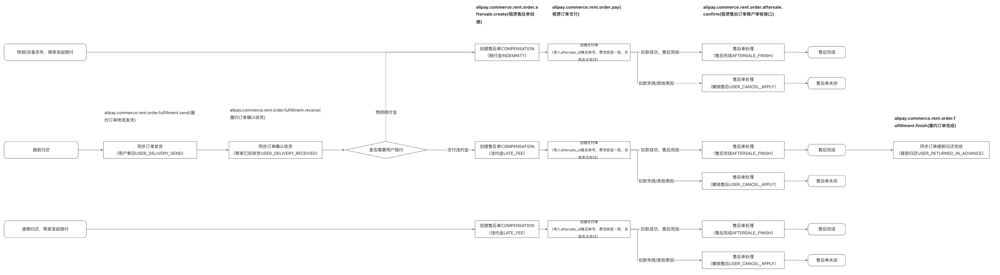 alipay.commerce.rent.order.a
ftersale.create(租赁售后单创
建)
alipay.commerce.rent.order.pay(
租赁订单支付)
alipay.commerce.rent.order.aftersale.
confirm(租赁售后订单商户审核接口)
物损/设备丢失，商家发起赔付
创建售后单COMPENSATION
（赔付金INDEMNITY）
创建支付单
（传入aftersale_id售后单号，费项类型一致，支
持多次支付）
扣款成功，售后完结
售后单处理
（售后完结AFTERSALE_FINISH）
售后完结
扣款失败/其他原因
售后单处理
（撤销售后USER_CANCEL_APPLY）
售后单关闭
alipay.commerce.rent.order.fulfillment.send(履
约订单物流发货)
alipay.commerce.rent.order.fulfillment.receive(
履约订单确认收货)
物损赔付金
alipay.commerce.rent.order.f
ulfillment.finish(履约订单完成)
提前归还
同步订单发货
（用户寄回USER_DELIVERY_SEND）
同步订单确认收货
（商家已经收货USER_DELIVERY_RECEIVED）
是否需要用户赔付
支付违约金
创建售后单COMPENSATION
（违约金LATE_FEE）
创建支付单
（传入aftersale_id售后单号，费项类型一致，支
持多次支付）
扣款成功，售后完结
售后单处理
（售后完结AFTERSALE_FINISH）
售后完结
同步订单提前归还完结
（提前归还USER_RETURNED_IN_ADVANCE）
扣款失败/其他原因
售后单处理
（撤销售后USER_CANCEL_APPLY）
售后单关闭
逾期归还，商家发起赔付
创建售后单COMPENSATION
（违约金LATE_FEE）
创建支付单
（传入aftersale_id售后单号，费项类型一致，支
持多次支付）
扣款成功，售后完结
售后单处理
（售后完结AFTERSALE_FINISH）
售后完结
扣款失败/其他原因
售后单处理
（撤销售后USER_CANCEL_APPLY）
售后单关闭